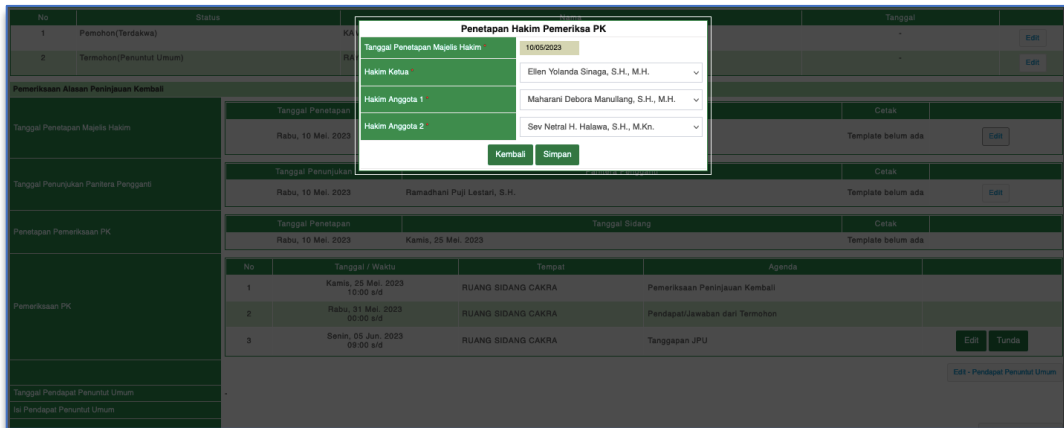 No Status Nama Tanggal
1 Pemohon(Terdakwa) - Edit
2 Termohon(Penuntut Umum) - Edit
Penetapan Hakim Pemeriksa PK
Tanggal Penetapan Majelis Hakim * 10/05/2023
Hakim Ketua * Ellen Yolanda Sinaga, S.H., M.H.
Hakim Anggota 1 * Maharani Debora Manullang, S.H., M.H.
Hakim Anggota 2 * Sev Netral H. Halawa, S.H., M.Kn.
Kembali Simpan
Pemeriksaan Alasan Peninjauan Kembali
Tanggal Penetapan Cetak
Tanggal Penetapan Majelis Hakim
Rabu, 10 Mei. 2023 Template belum ada Edit
Tanggal Penunjukan Panitera Pengganti Cetak
Tanggal Penunjukan Panitera Pengganti
Rabu, 10 Mei. 2023 Ramadhani Puji Lestari, S.H. Template belum ada Edit
Tanggal Penetapan Tanggal Sidang Cetak
Penetapan Pemeriksaan PK
Rabu, 10 Mei. 2023 Kamis, 25 Mei. 2023 Template belum ada
No Tanggal / Waktu Tempat Agenda
Pemeriksaan PK
1 Kamis, 25 Mei. 2023 10:00 s/d RUANG SIDANG CAKRA Pemeriksaan Peninjauan Kembali
2 Rabu, 31 Mei. 2023 00:00 s/d RUANG SIDANG CAKRA Pendapat/Jawaban dari Termohon
3 Senin, 05 Jun. 2023 09:00 s/d RUANG SIDANG CAKRA Tanggapan JPU Edit Tunda
Edit - Pendapat Penuntut Umum
Tanggal Pendapat Penuntut Umum -
Isi Pendapat Penuntut Umum